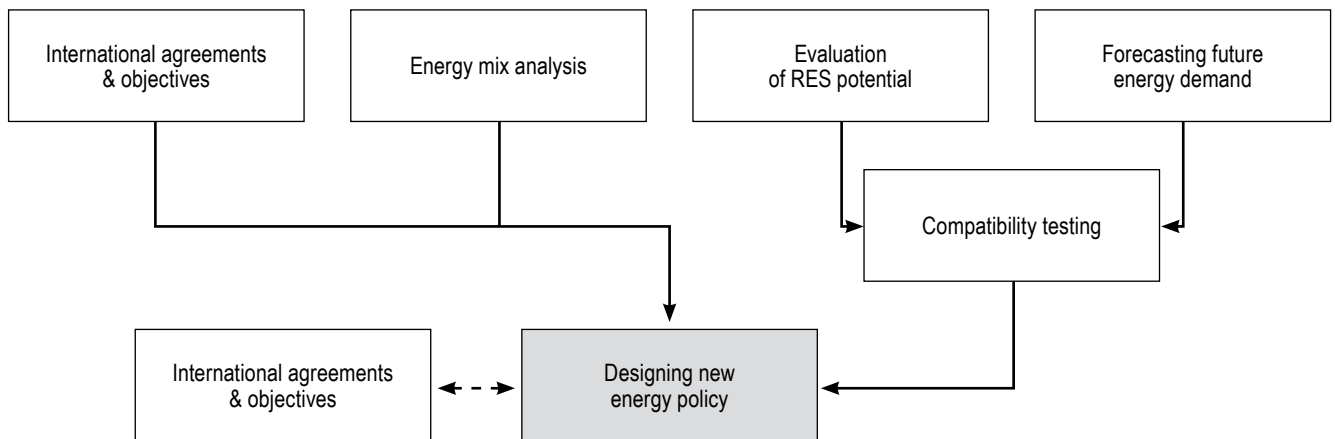 International agreements
& objectives
Energy mix analysis
Evaluation
of RES potential
Forecasting future
energy demand
Compatibility testing
International agreements
& objectives
Designing new
energy policy